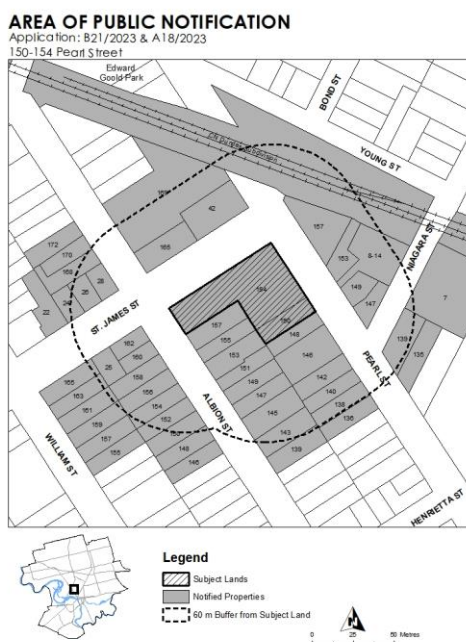 AREA OF PUBLIC NOTIFICATION
Application: B21/2023 & A18/2023
150-154 Pearl Street
Edward
Goold Park
BOND ST
YOUNG ST
NIAGARA ST
42
165
157
153
8-14
149
147
7
139
135
172
170
28
26
22
ST. JAMES ST
154
150
148
157
155
153
151
149
147
145
143
139
146
142
140
138
136
PEARL ST
162
160
26
158
156
154
152
150
148
146
165
163
161
159
157
155
ALBION ST
WILLIAM ST
HENRIETTA ST
Legend
Subject Lands
Notified Properties
60 m Buffer from Subject Land
N
0 25 50 Metres